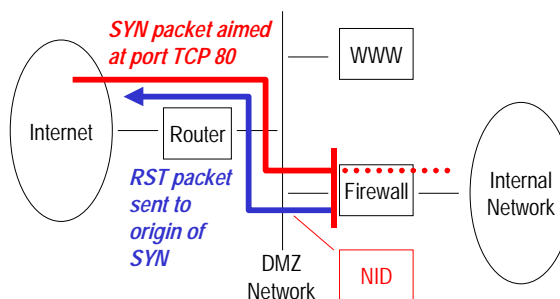 SYN packet aimed
at port TCP 80
WWW
Internet
Router
RST packet
sent to
origin of
SYN
Firewall
Internal
Network
DMZ
Network
NID